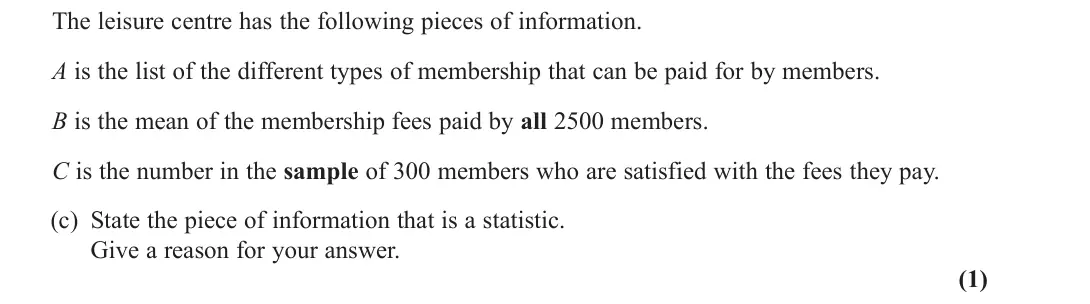 The leisure centre has the following pieces of information.
A is the list of the different types of membership that can be paid for by members.
B is the mean of the membership fees paid by all 2500 members.
C is the number in the sample of 300 members who are satisfied with the fees they pay.
(c) State the piece of information that is a statistic.
Give a reason for your answer.
(1)